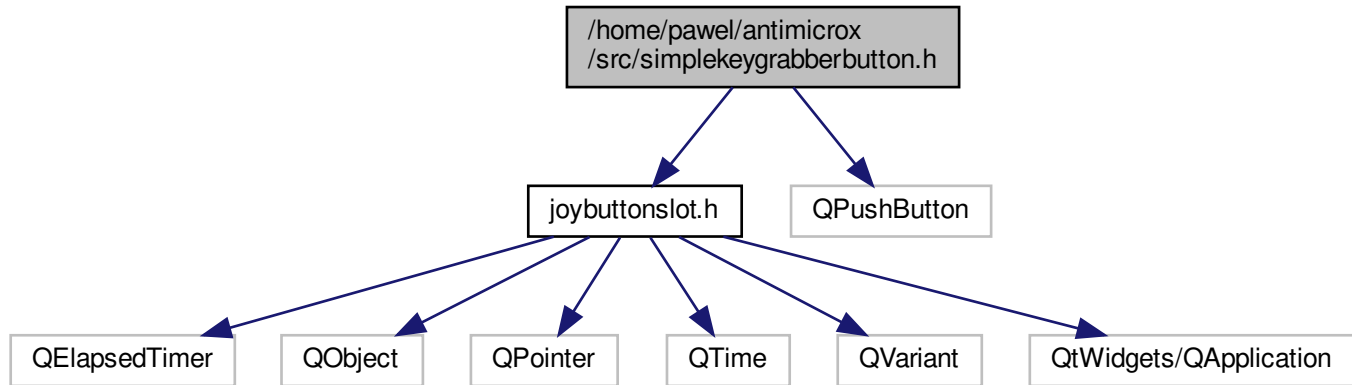 /home/pawel/antimicrox
/src/simplekeygrabberbutton.h
joybuttonslot.h
QPushButton
QElapsedTimer
QObject
QPointer
QTime
QVariant
QtWidgets/QApplication